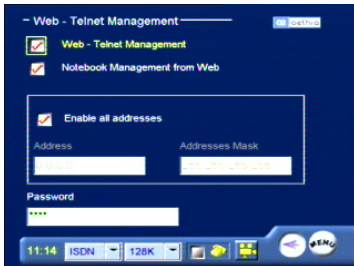 Web - Telnet Management
aethra
Web - Telnet Management
Notebook Management from Web
Enable all addresses
Address
Addresses Mask
Password
****
11:14
ISDN
128K
MENU